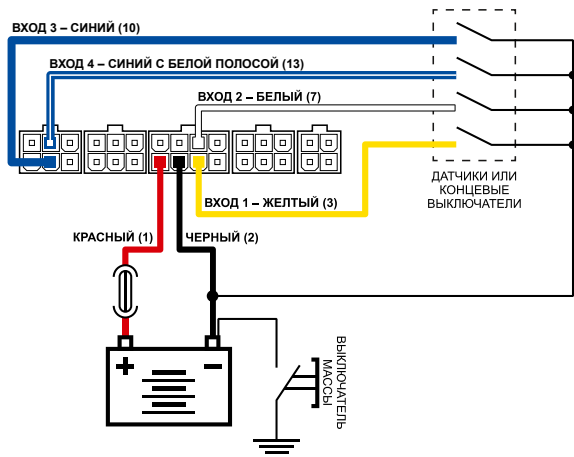 ВХОД 3 – СИНИЙ (10)
ВХОД 4 – СИНИЙ С БЕЛОЙ ПОЛОСОЙ (13)
ВХОД 2 – БЕЛЫЙ (7)
ДАТЧИКИ ИЛИ
КОНЦЕВЫЕ
ВЫКЛЮЧАТЕЛИ
ВХОД 1 – ЖЕЛТЫЙ (3)
КРАСНЫЙ (1)
ЧЕРНЫЙ (2)
+
–
ВЫКЛЮЧАТЕЛЬ
МАССЫ